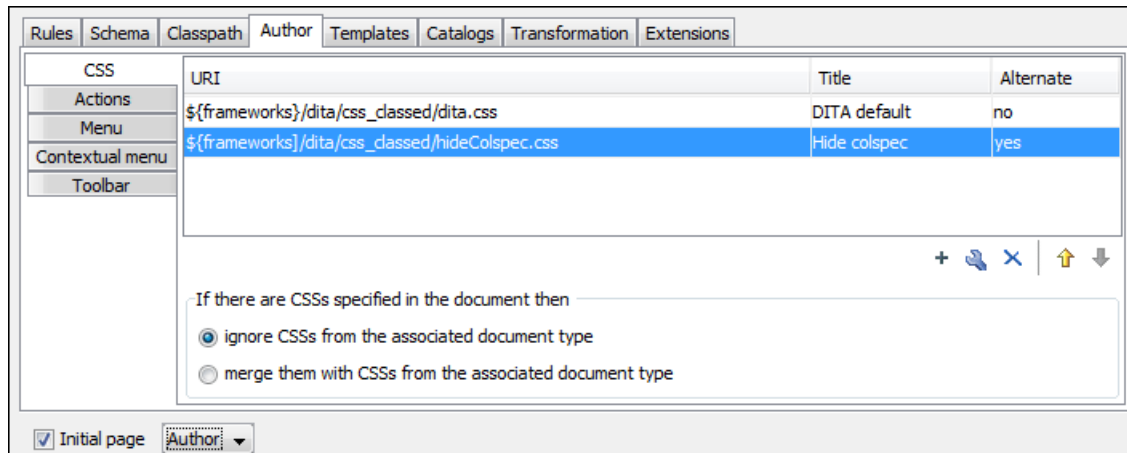 Rules Schema Classpath Author Templates Catalogs Transformation Extensions
CSS
Actions
Menu
Contextual menu
Toolbar
URI Title Alternate
${frameworks}/dita/css_classed/dita.css DITA default no
${frameworks]/dita/css_classed/hideColspec.css Hide colspec yes
If there are CSSs specified in the document then
ignore CSSs from the associated document type
merge them with CSSs from the associated document type
Initial page Author